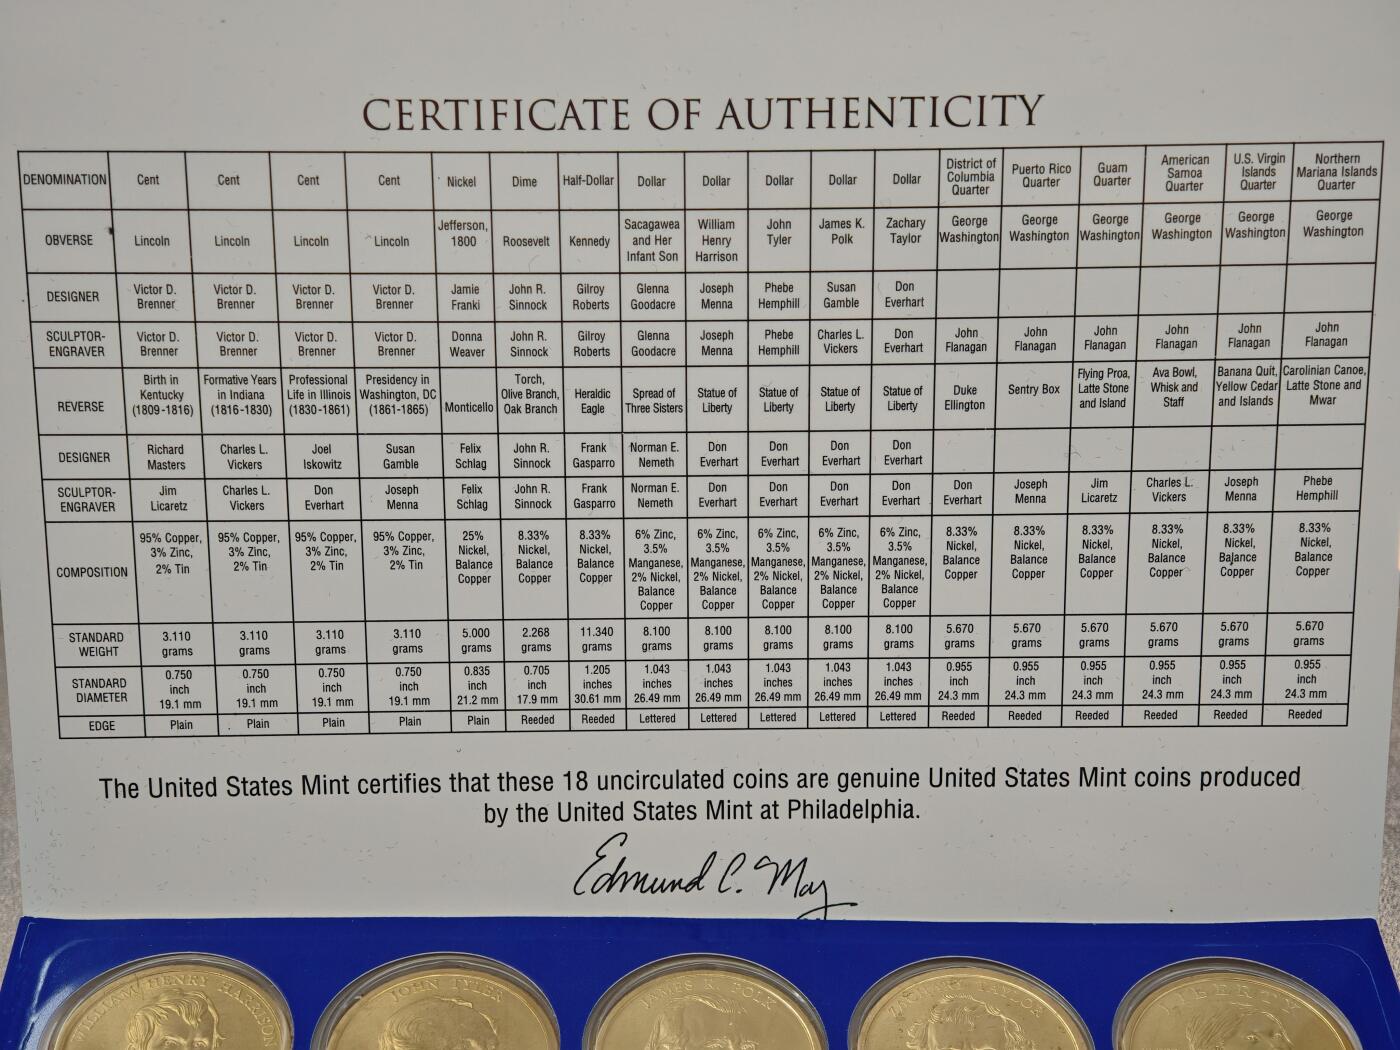 CERTIFICATE OF AUTHENTICITY
DENOMINATION Cent Cent Cent Cent Nickel Dime Half-Dollar Dollar Dollar Dollar Dollar Dollar District of Columbia Quarter Puerto Rico Quarter Guam Quarter American Samoa Quarter U.S. Virgin Islands Quarter Northern Mariana Islands Quarter
OBVERSE Lincoln Lincoln Lincoln Lincoln Jefferson, 1800 Roosevelt Kennedy Sacagawea and Her Infant Son William Henry Harrison John Tyler James K. Polk Zachary Taylor George Washington George Washington George Washington George Washington George Washington George Washington
DESIGNER Victor D. Brenner Victor D. Brenner Victor D. Brenner Victor D. Brenner Jamie Franki John R. Sinnock Gilroy Roberts Glenna Goodacre Joseph Menna Phebe Hemphill Susan Gamble Don Everhart
SCULPTOR-ENGRAVER Victor D. Brenner Victor D. Brenner Victor D. Brenner Victor D. Brenner Donna Weaver John R. Sinnock Gilroy Roberts Glenna Goodacre Joseph Menna Phebe Hemphill Charles L. Vickers Don Everhart John Flanagan John Flanagan John Flanagan John Flanagan John Flanagan John Flanagan
REVERSE Birth in Kentucky (1809-1816) Formative Years in Indiana (1816-1830) Professional Life in Illinois (1830-1861) Presidency in Washington, DC (1861-1865) Monticello Torch, Olive Branch, Oak Branch Heraldic Eagle Spread of Three Sisters Statue of Liberty Statue of Liberty Statue of Liberty Statue of Liberty Duke Ellington Sentry Box Flying Proa, Latte Stone and Island Ava Bowl, Whisk and Staff Banana Quit, Yellow Cedar and Islands Carolinian Canoe, Latte Stone and Mwar
DESIGNER Richard Masters Charles L. Vickers Joel Iskowitz Susan Gamble Felix Schlag John R. Sinnock Frank Gasparro Norman E. Nemeth Don Everhart Don Everhart Don Everhart Don Everhart
SCULPTOR-ENGRAVER Jim Licaretz Charles L. Vickers Don Everhart Joseph Menna Felix Schlag John R. Sinnock Frank Gasparro Norman E. Nemeth Don Everhart Don Everhart Don Everhart Don Everhart Don Everhart Joseph Menna Jim Licaretz Charles L. Vickers Joseph Menna Phebe Hemphill
COMPOSITION 95% Copper, 3% Zinc, 2% Tin 95% Copper, 3% Zinc, 2% Tin 95% Copper, 3% Zinc, 2% Tin 95% Copper, 3% Zinc, 2% Tin 25% Nickel, Balance Copper 8.33% Nickel, Balance Copper 8.33% Nickel, Balance Copper 6% Zinc, 3.5% Manganese, 2% Nickel, Balance Copper 6% Zinc, 3.5% Manganese, 2% Nickel, Balance Copper 6% Zinc, 3.5% Manganese, 2% Nickel, Balance Copper 6% Zinc, 3.5% Manganese, 2% Nickel, Balance Copper 6% Zinc, 3.5% Manganese, 2% Nickel, Balance Copper 8.33% Nickel, Balance Copper 8.33% Nickel, Balance Copper 8.33% Nickel, Balance Copper 8.33% Nickel, Balance Copper 8.33% Nickel, Balance Copper 8.33% Nickel, Balance Copper
STANDARD WEIGHT 3.110 grams 3.110 grams 3.110 grams 3.110 grams 5.000 grams 2.268 grams 11.340 grams 8.100 grams 8.100 grams 8.100 grams 8.100 grams 8.100 grams 5.670 grams 5.670 grams 5.670 grams 5.670 grams 5.670 grams 5.670 grams
STANDARD DIAMETER 0.750 inch 19.1 mm 0.750 inch 19.1 mm 0.750 inch 19.1 mm 0.750 inch 19.1 mm 0.835 inch 21.2 mm 0.705 inch 17.9 mm 1.205 inches 30.61 mm 1.043 inches 26.49 mm 1.043 inches 26.49 mm 1.043 inches 26.49 mm 1.043 inches 26.49 mm 1.043 inches 26.49 mm 0.955 inch 24.3 mm 0.955 inch 24.3 mm 0.955 inch 24.3 mm 0.955 inch 24.3 mm 0.955 inch 24.3 mm 0.955 inch 24.3 mm
EDGE Plain Plain Plain Plain Plain Reeded Reeded Lettered Lettered Lettered Lettered Lettered Reeded Reeded Reeded Reeded Reeded Reeded
The United States Mint certifies that these 18 uncirculated coins are genuine United States Mint coins produced
by the United States Mint at Philadelphia.
Edmund C. Moy
WILLIAM HENRY HARRISON
JOHN TYLER
JAMES K. POLK
ZACHARY TAYLOR
LIBERTY